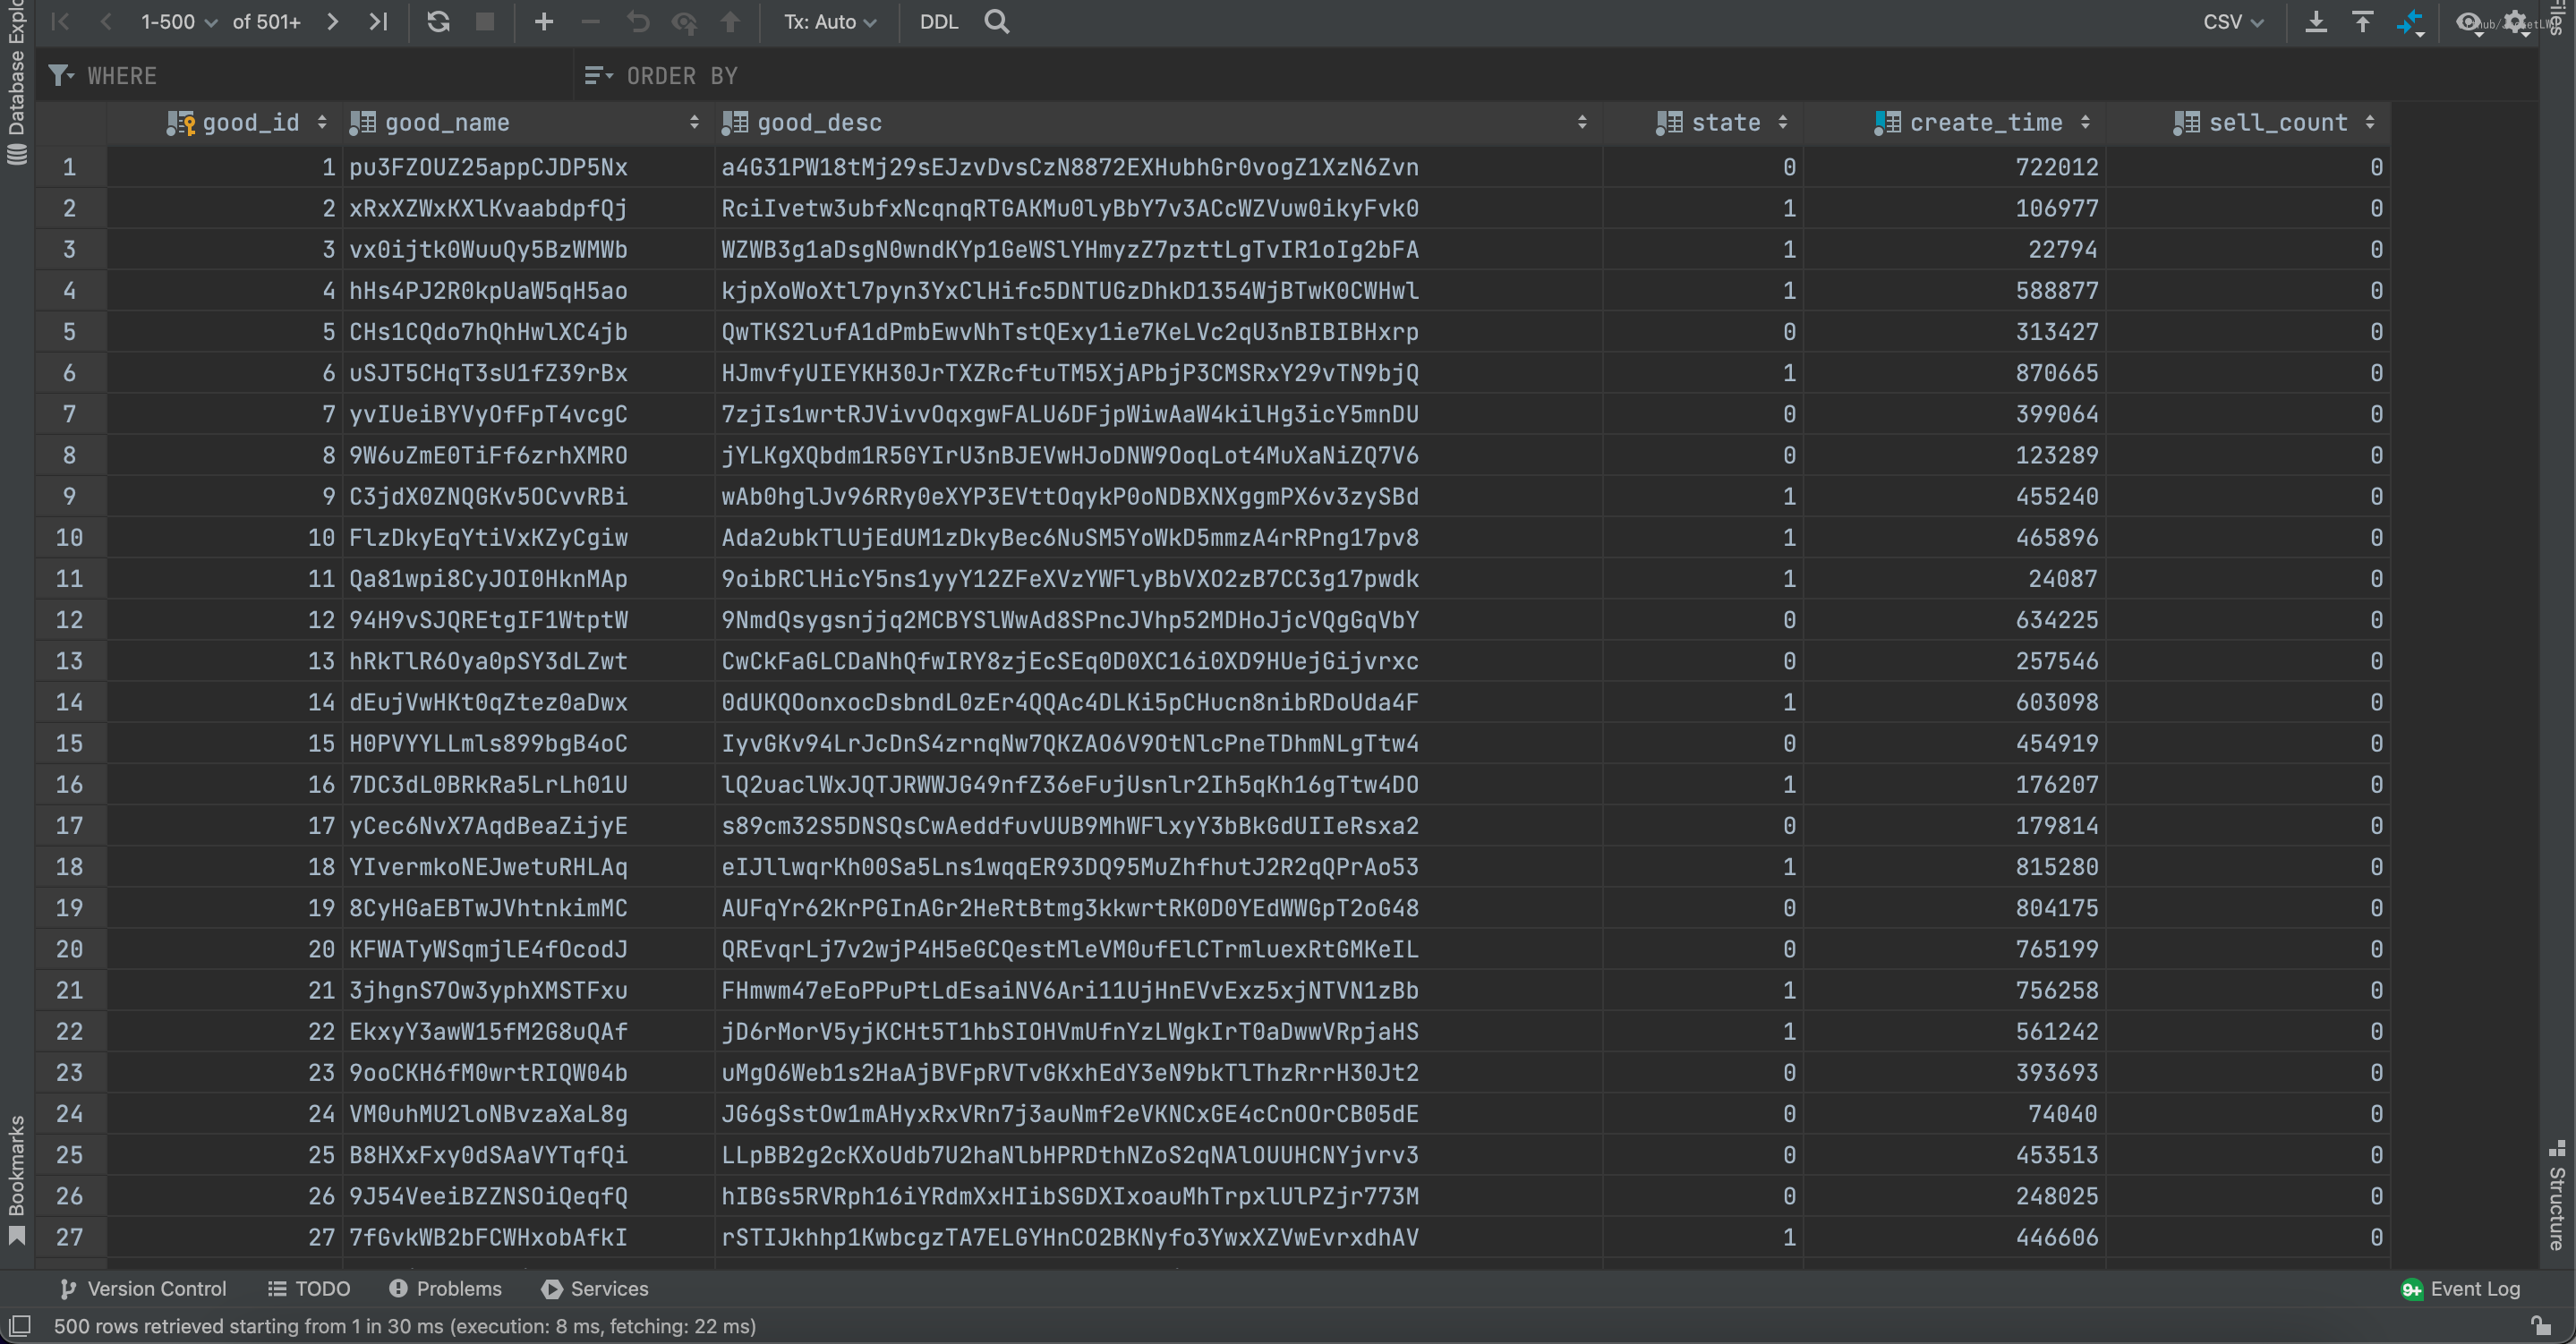 1-500 of 501+ Tx: Auto DDL CSV
WHERE ORDER BY
good_id good_name good_desc state create_time sell_count
1 1 pu3FZOUZ25appCJDP5Nx a4G31PW18tMj29sEJzvDvsCzN8872EXHubhGr0vogZ1XzN6Zvn 0 722012 0
2 2 xRxXZWxKXlKvaabdpfQj RciIvetw3ubfxNcqnqRTGAKMu0lyBbY7v3ACcWZVuw0ikyFvk0 1 106977 0
3 3 vx0ijtk0WuuQy5BzWMWb WZWB3g1aDsgN0wndKYp1GeWSlYHmyzZ7pzttLgTvIR1oIg2bFA 1 22794 0
4 4 hHs4PJ2R0kpUaW5qH5ao kjpXoWoXtl7pyn3YxClHifc5DNTUGzDhkD1354WjBTwK0CWHwl 1 588877 0
5 5 CHs1CQdo7hQhHwlXC4jb QwTKS2lufA1dPmbEwvNhTstQExy1ie7KeLVc2qU3nBIBIBHxrp 0 313427 0
6 6 uSJT5CHqT3sU1fZ39rBx HJmvfyUIEYKH30JrTXZRcftuTM5XjAPbjP3CMSRxY29vTN9bjQ 1 870665 0
7 7 yvIUeiBYVyOfFpT4vcgC 7zjIs1wrtRJVivvOqxgwFALU6DFjpWiwAaW4kilHg3icY5mnDU 0 399064 0
8 8 9W6uZmE0TiFf6zrhXMRO jYLKgXQbdm1R5GYIrU3nBJEVwHJoDNW9OoqLot4MuXaNiZQ7V6 0 123289 0
9 9 C3jdX0ZNQGKv5OCvvRBi wAb0hglJv96RRy0eXYP3EVttOqykP0oNDBXNXggmPX6v3zySBd 1 455240 0
10 10 FlzDkyEqYtiVxKZyCgiw Ada2ubkTlUjEdUM1zDkyBec6NuSM5YoWkD5mmzA4rRPng17pv8 1 465896 0
11 11 Qa81wpi8CyJOI0HknMAp 9oibRClHicY5ns1yyY12ZFeXVzYWFlyBbVXO2zB7CC3g17pwdk 1 24087 0
12 12 94H9vSJQREtgIF1WtptW 9NmdQsygsnjjq2MCBYSlWwAd8SPncJVhp52MDHoJjcVQgGqVbY 0 634225 0
13 13 hRkTlR6Oya0pSY3dLZwt CwCkFaGLCDaNhQfwIRY8zjEcSEq0D0XC16i0XD9HUejGijvrxc 0 257546 0
14 14 dEujVwHKt0qZtez0aDwx 0dUKQOonxocDsbndL0zEr4QQAc4DLKi5pCHucn8nibRDoUda4F 1 603098 0
15 15 H0PVYYLLmls899bgB4oC IyvGKv94LrJcDnS4zrnqNw7QKZAO6V9OtNlcPneTDhmNLgTtw4 0 454919 0
16 16 7DC3dL0BRkRa5LrLh01U lQ2uaclWxJQTJRWWJG49nfZ36eFujUsnlr2Ih5qKh16gTtw4DO 1 176207 0
17 17 yCec6NvX7AqdBeaZijyE s89cm32S5DNSQsCwAeddfuvUUB9MhWFlxyY3bBkGdUIIeRsxa2 0 179814 0
18 18 YIvermkoNEJwetuRHLAq eIJllwqrKh00Sa5Lns1wqqER93DQ95MuZhfhutJ2R2qQPrAo53 1 815280 0
19 19 8CyHGaEBTwJVhtnkimMC AUFqYr62KrPGInAGr2HeRtBtmg3kkwrtRK0D0YEdWWGpT2oG48 0 804175 0
20 20 KFWATyWSqmjlE4fOcodJ QREvqrLj7v2wjP4H5eGCQestMleVM0ufElCTrmluexRtGMKeIL 0 765199 0
21 21 3jhgnS7Ow3yphXMSTFxu FHmwm47eEoPPuPtLdEsaiNV6Ari11UjHnEVvExz5xjNTVN1zBb 1 756258 0
22 22 EkxyY3awW15fM2G8uQAf jD6rMorV5yjKCHt5T1hbSIOHVmUfnYzLWgkIrT0aDwwVRpjaHS 1 561242 0
23 23 9ooCKH6fM0wrtRIQW04b uMgO6Web1s2HaAjBVFpRVTvGKxhEdY3eN9bkTlThzRrrH30Jt2 0 393693 0
24 24 VM0uhMU2loNBvzaXaL8g JG6gSstOw1mAHyxRxVRn7j3auNmf2eVKNCxGE4cCnOOrCB05dE 0 74040 0
25 25 B8HXxFxy0dSAaVYTqfQi LLpBB2g2cKXoUdb7U2haNlbHPRDthNZoS2qNAlOUUHCNYjvrv3 0 453513 0
26 26 9J54VeeiBZZNSOiQeqfQ hIBGs5RVRph16iYRdmXxHIibSGDXIxoauMhTrpxlUlPZjr773M 0 248025 0
27 27 7fGvkWB2bFCWHxobAfkI rSTIJkhhp1KwbcgzTA7ELGYHnCO2BKNyfo3YwxXZVwEvrxdhAV 1 446606 0
Database Explo
Bookmarks
Files
Structure
Version Control TODO Problems Services 9+ Event Log
500 rows retrieved starting from 1 in 30 ms (execution: 8 ms, fetching: 22 ms)